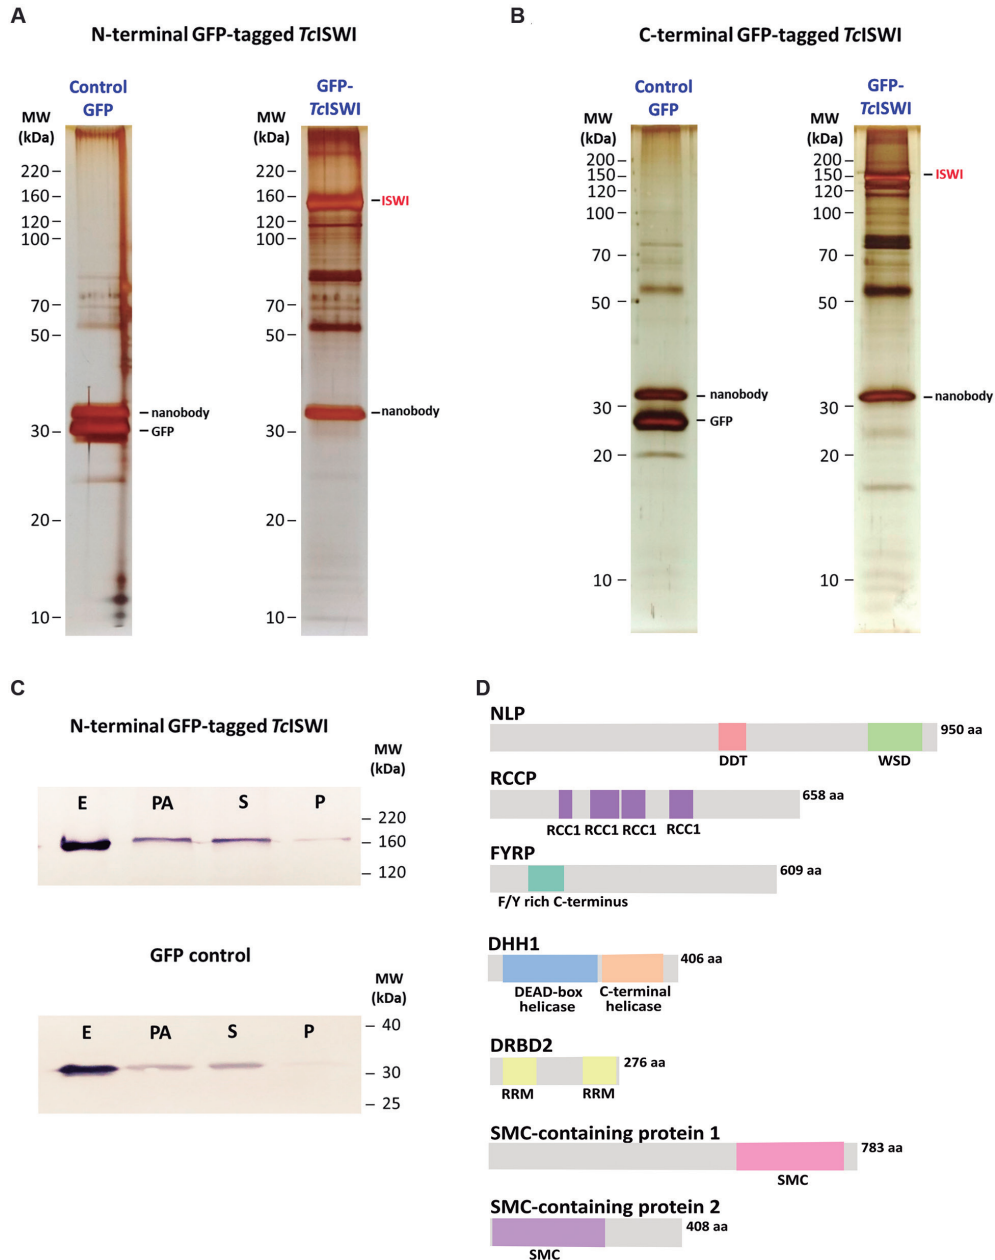 A
N-terminal GFP-tagged TcISWI
Control
GFP
GFP-
TcISWI
MW
(kDa)
220
160
120
100
70
50
30
20
10
nanobody
GFP
MW
(kDa)
220
160
120
100
70
50
30
20
10
ISWI
nanobody
B
C-terminal GFP-tagged TcISWI
Control
GFP
GFP-
TcISWI
MW
(kDa)
200
150
120
100
70
50
30
20
10
nanobody
GFP
MW
(kDa)
200
150
120
100
70
50
30
20
10
ISWI
nanobody
C
N-terminal GFP-tagged TcISWI
MW
(kDa)
E PA S P
220
160
120
GFP control
MW
(kDa)
E PA S P
40
30
25
D
NLP
950 aa
DDT WSD
RCCP
658 aa
RCC1 RCC1 RCC1 RCC1
FYRP
609 aa
F/Y rich C-terminus
DHH1
406 aa
DEAD-box
helicase
C-terminal
helicase
DRBD2
276 aa
RRM RRM
SMC-containing protein 1
783 aa
SMC
SMC-containing protein 2
408 aa
SMC